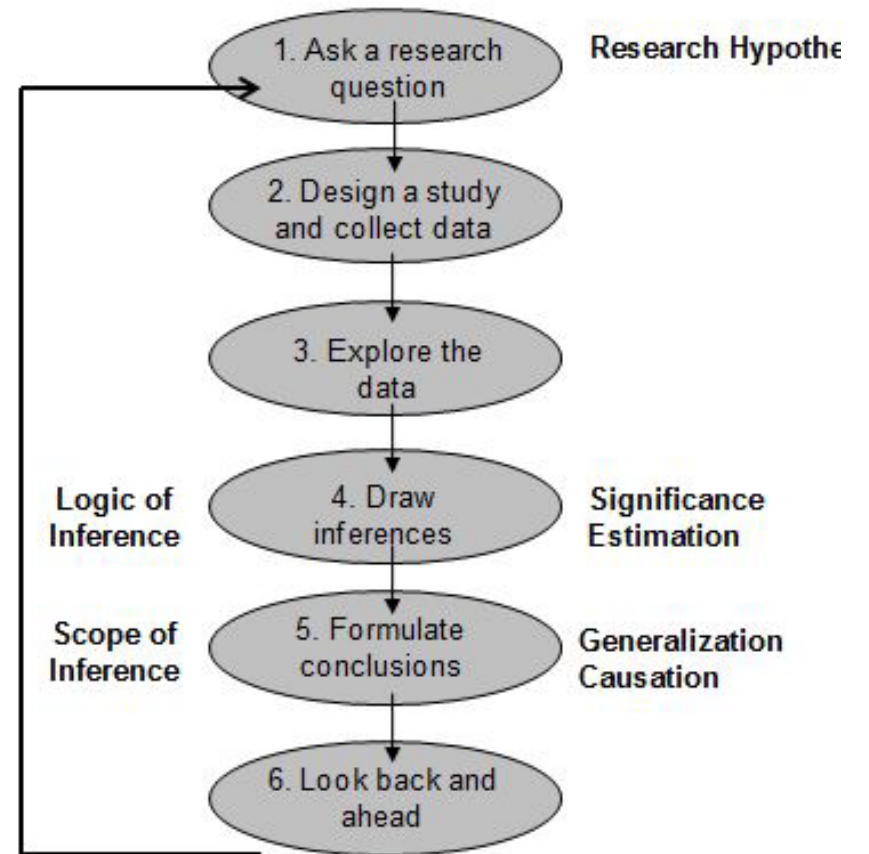 1. Ask a research
question
Research Hypothe
2. Design a study
and collect data
3. Explore the
data
Logic of
Inference
4. Draw
inferences
Significance
Estimation
Scope of
Inference
5. Formulate
conclusions
Generalization
Causation
6. Look back and
ahead